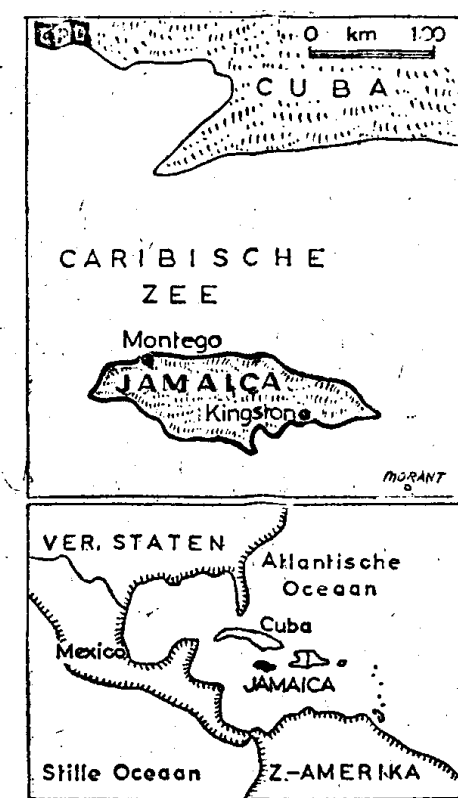 0 km 100
CUBA
CARIBISCHE
ZEE
Montego
JAMAICA
Kingston
MORANT
VER. STATEN
Atlantische
Oceaan
Cuba
Mexico
JAMAICA
Stille Oceaan
Z.-AMERIKA